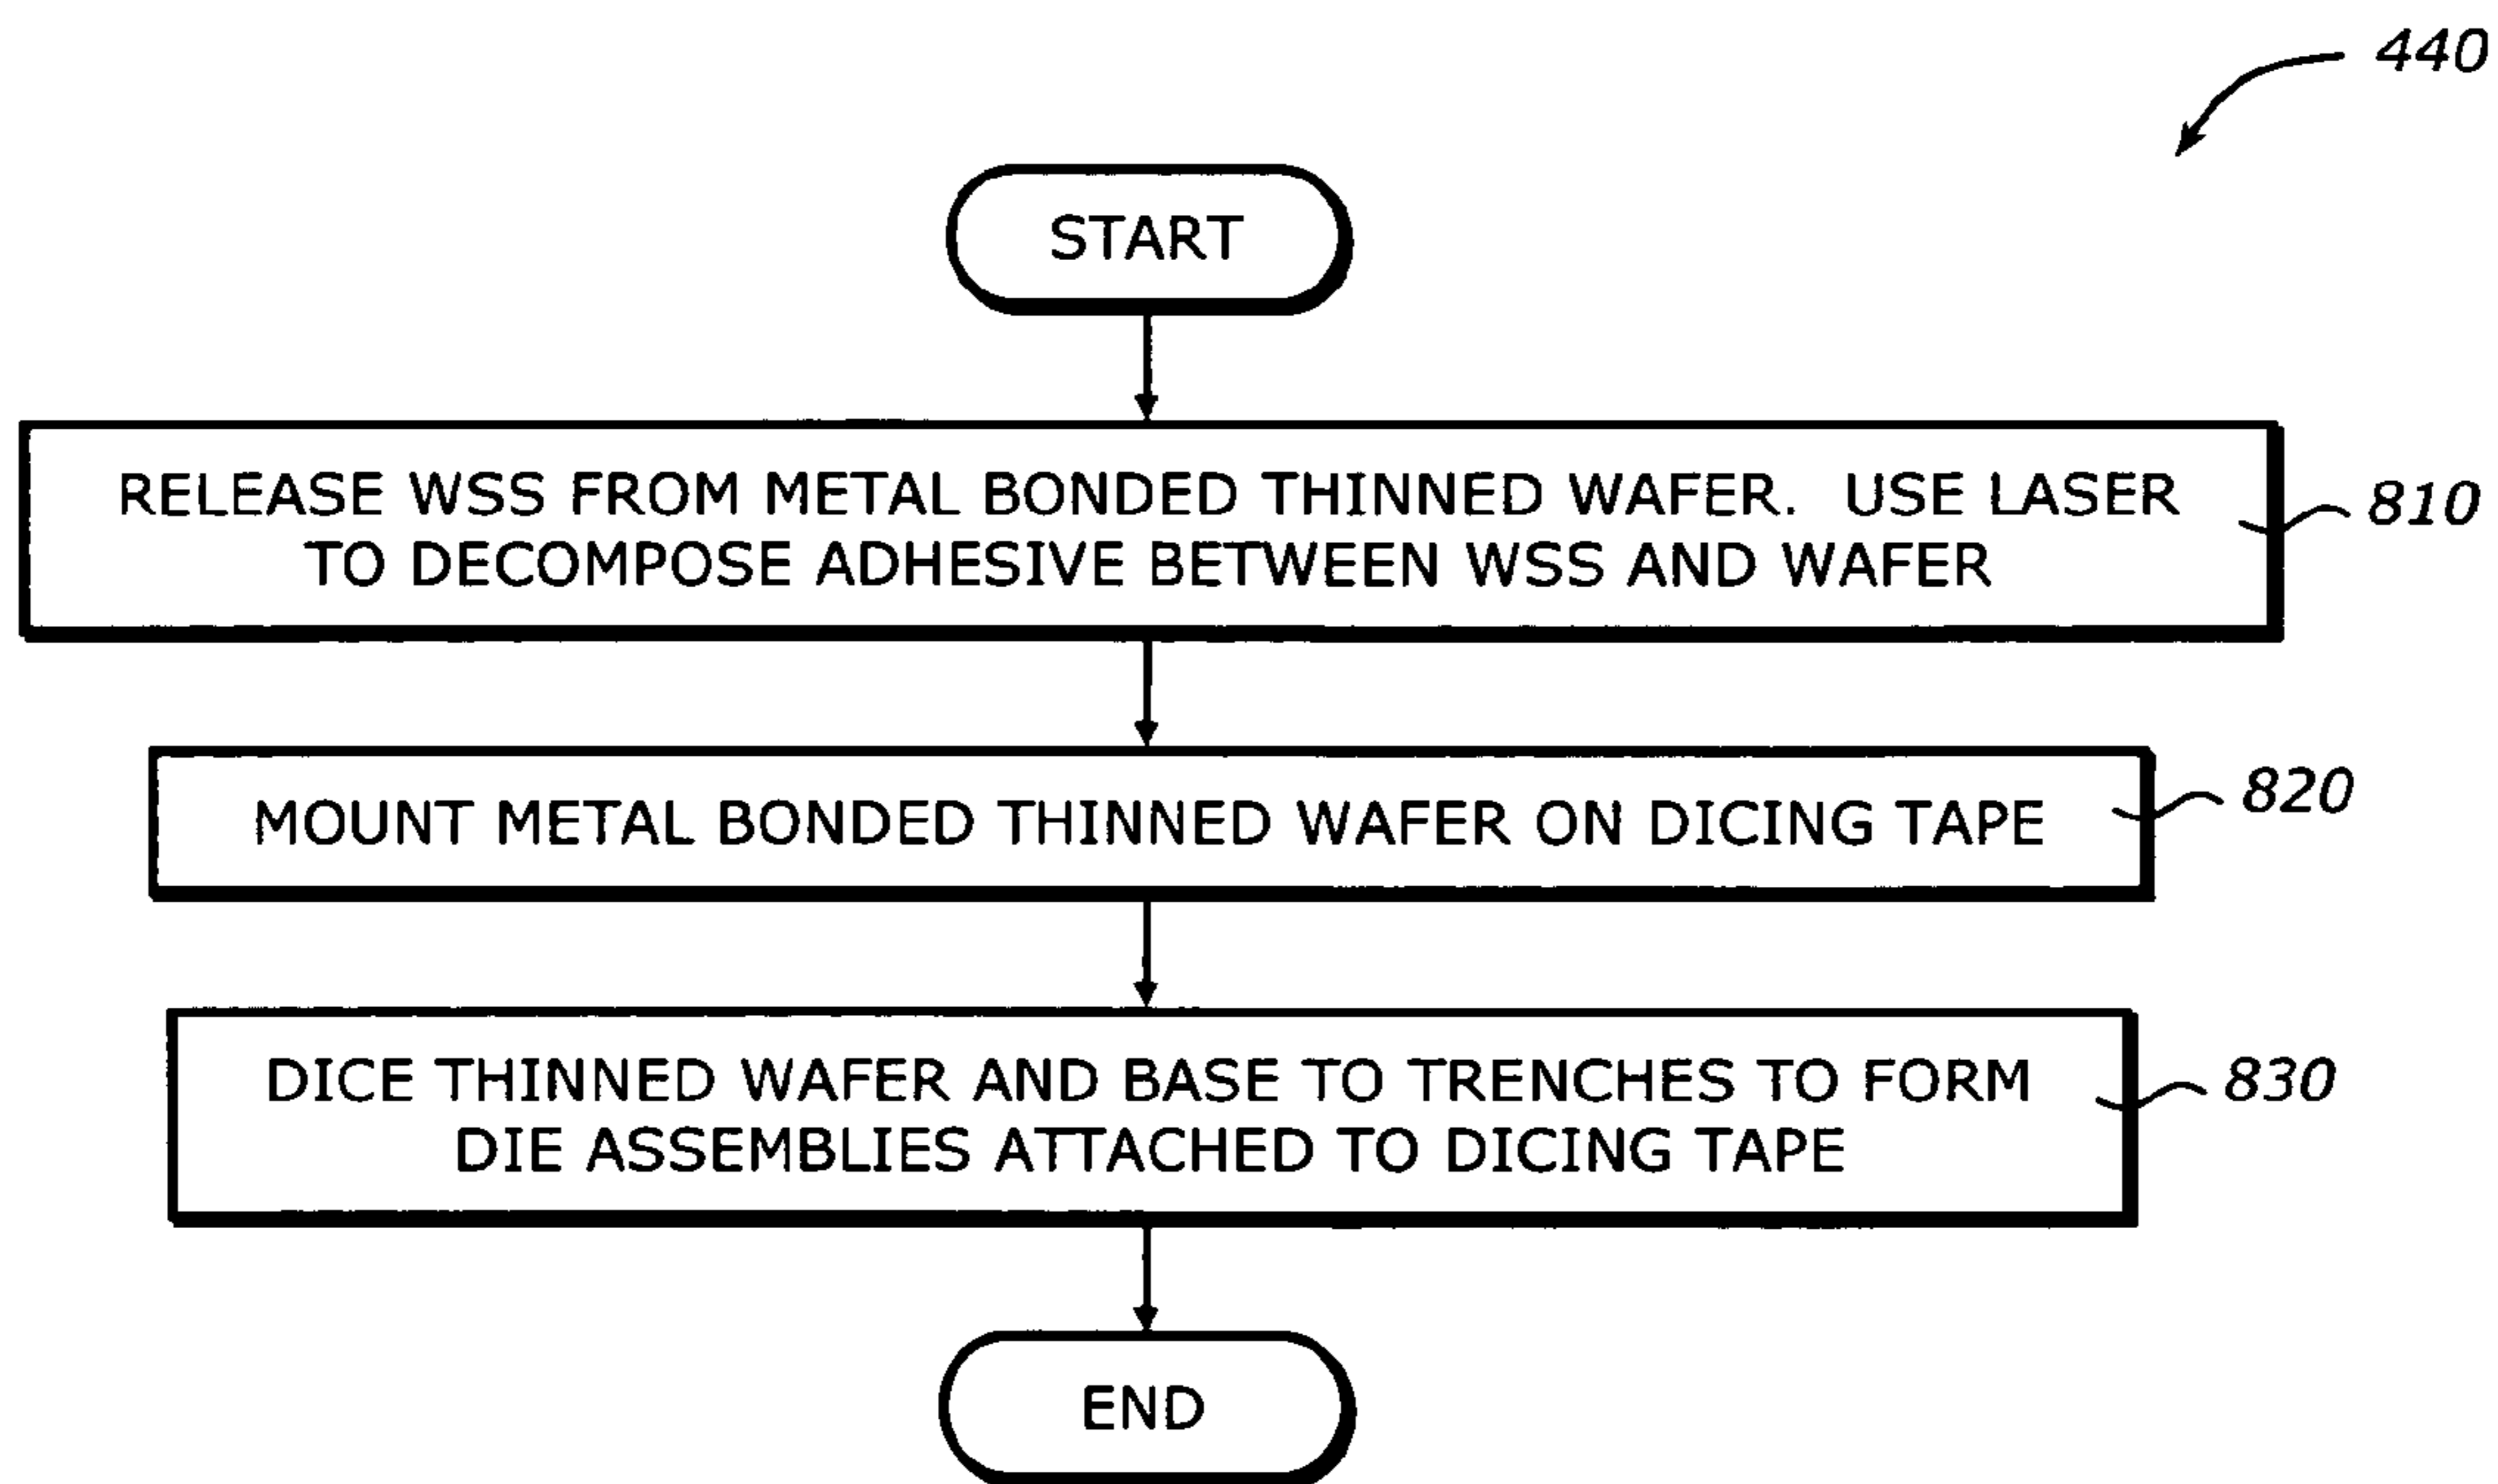 440
START
RELEASE WSS FROM METAL BONDED THINNED WAFER. USE LASER
TO DECOMPOSE ADHESIVE BETWEEN WSS AND WAFER
810
MOUNT METAL BONDED THINNED WAFER ON DICING TAPE
820
DICE THINNED WAFER AND BASE TO TRENCHES TO FORM
DIE ASSEMBLIES ATTACHED TO DICING TAPE
830
END